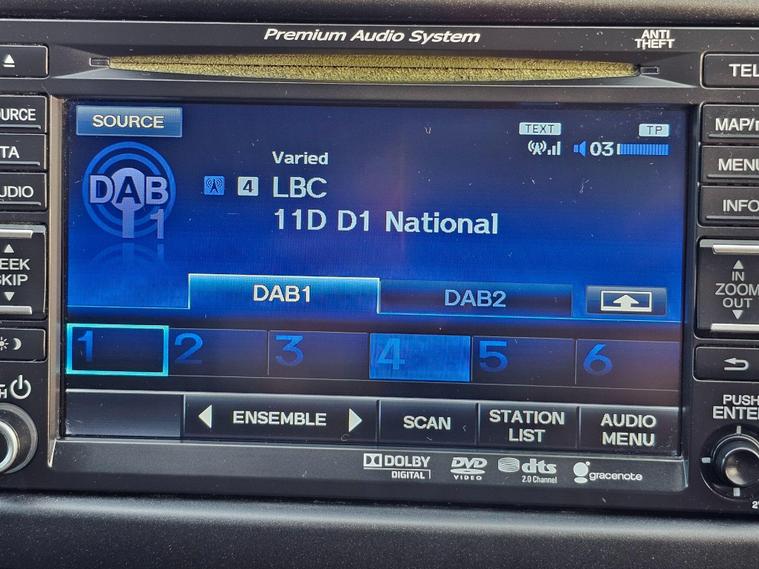 Premium Audio System
ANTI
THEFT
TEL
SOURCE
TEXT
TP
MAP/
03
TA
Varied
DAB
1
4
LBC
MENU
11D D1 National
INFO
SKIP
IN
ZOOM
OUT
DAB1
DAB2
1
2
3
4
5
6
ENSEMBLE
SCAN
STATION
LIST
AUDIO
MENU
PUSH
ENTER
DOLBY
DIGITAL
DVD
VIDEO
dts
2.0 Channel
gracenote